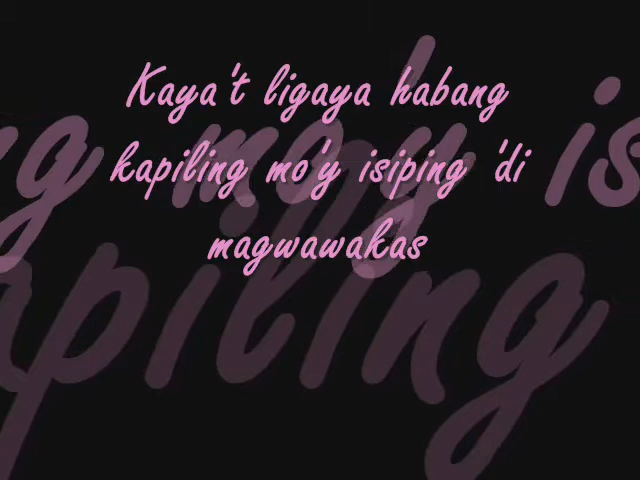 Kaya't ligaya habang
kapiling mo'y isiping 'di
magwawakas